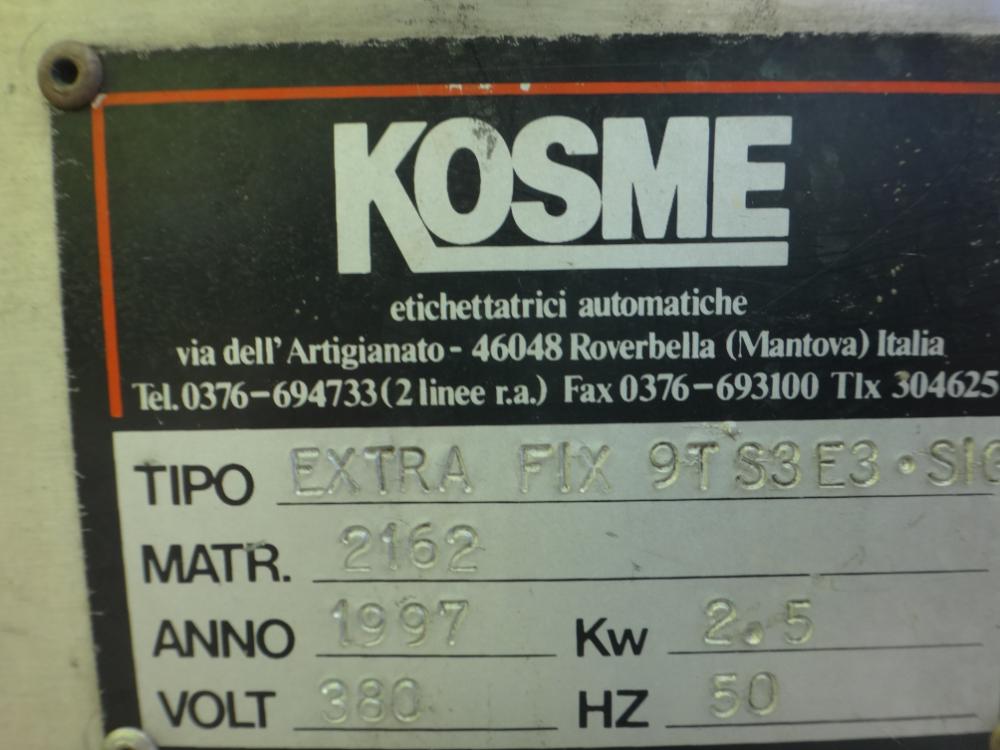 KOSME
etichettatrici automatiche
via dell' Artigianato - 46048 Roverbella (Mantova) Italia
Tel. 0376-694733 (2 linee r.a.) Fax 0376-693100 Tlx 304625
TIPO EXTRA FIX 9T S3 E3 •
MATR. 2162
ANNO 1997 Kw 2.5
VOLT 380 HZ 50